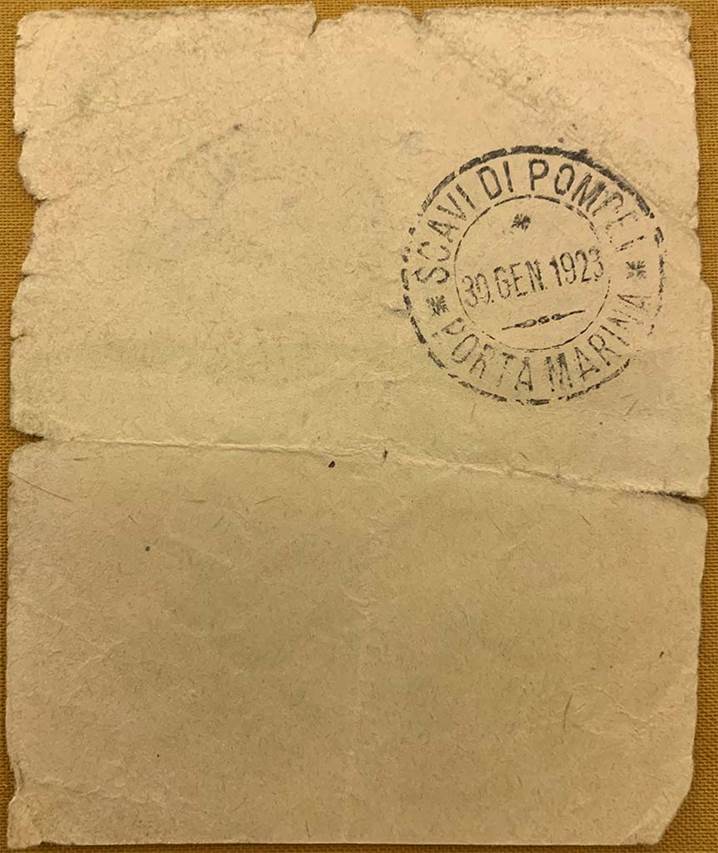 SCAVI DI POMPEI
30.GEN.1923
PORTA MARINA